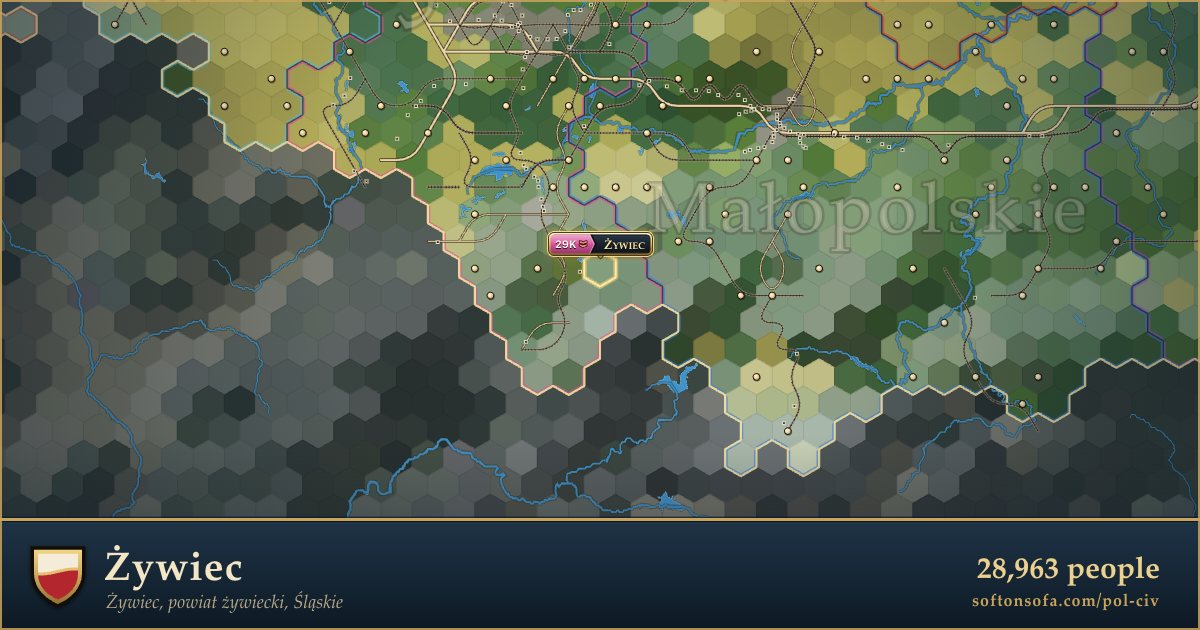 Małopolskie
29K Żywiec
Żywiec
Żywiec, powiat żywiecki, Śląskie
28,963 people
softonsofa.com/pol-civ